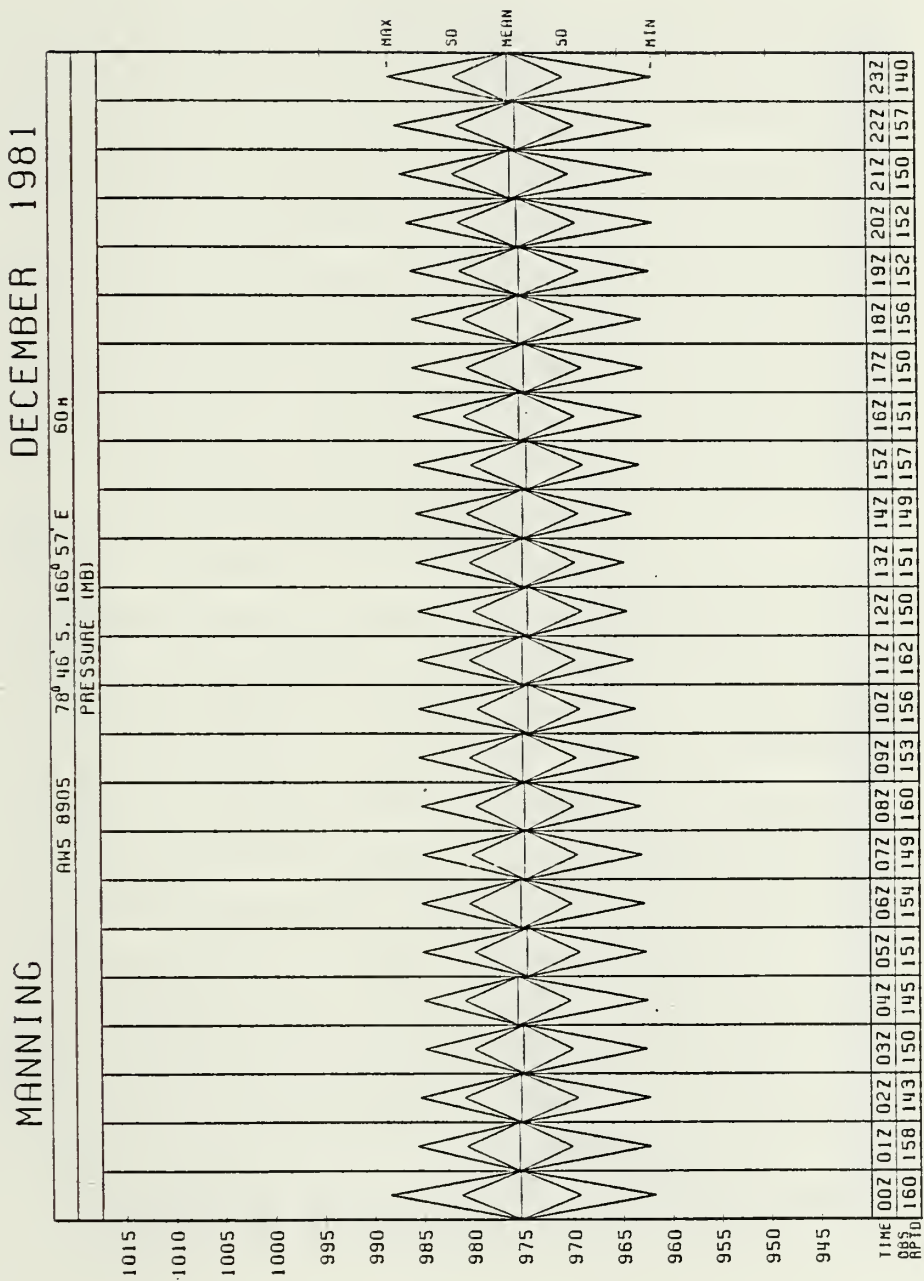 MANNING DECEMBER 1981
AWS 8905 78° 46' S, 166° 57' E 60M
PRESSURE (MB)
1015
1010
1005
1000
995
990
985
980
975
970
965
960
955
950
945
MAX
SD
MEAN
SD
MIN
TIME 00Z 01Z 02Z 03Z 04Z 05Z 06Z 07Z 08Z 09Z 10Z 11Z 12Z 13Z 14Z 15Z 16Z 17Z 18Z 19Z 20Z 21Z 22Z 23Z
OBS RPTD 160 158 143 150 145 151 154 149 160 153 156 162 150 151 149 157 151 150 156 152 152 150 157 140